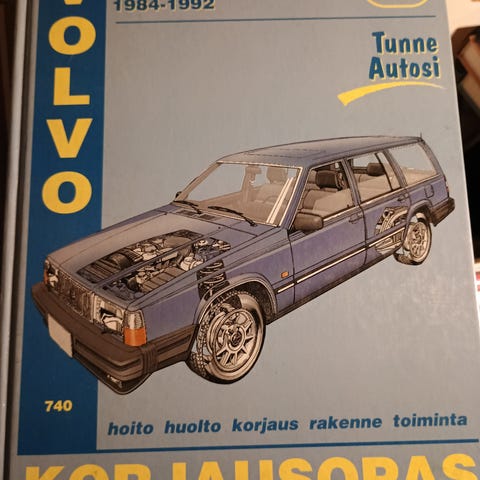 VOLVO
1984-1992
Tunne
Autosi
740
hoito huolto korjaus rakenne toiminta
KORJAUSOPAS